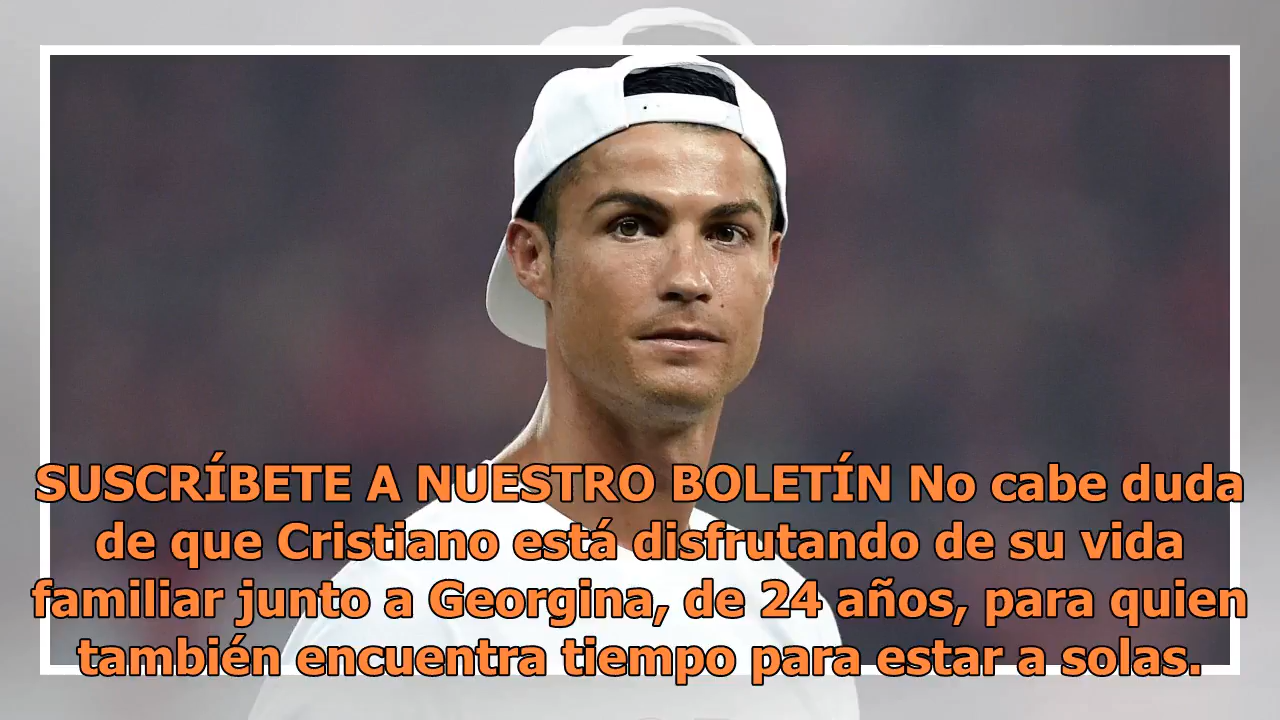 SUSCRÍBETE A NUESTRO BOLETÍN No cabe duda
de que Cristiano está disfrutando de su vida
familiar junto a Georgina, de 24 años, para quien
también encuentra tiempo para estar a solas.